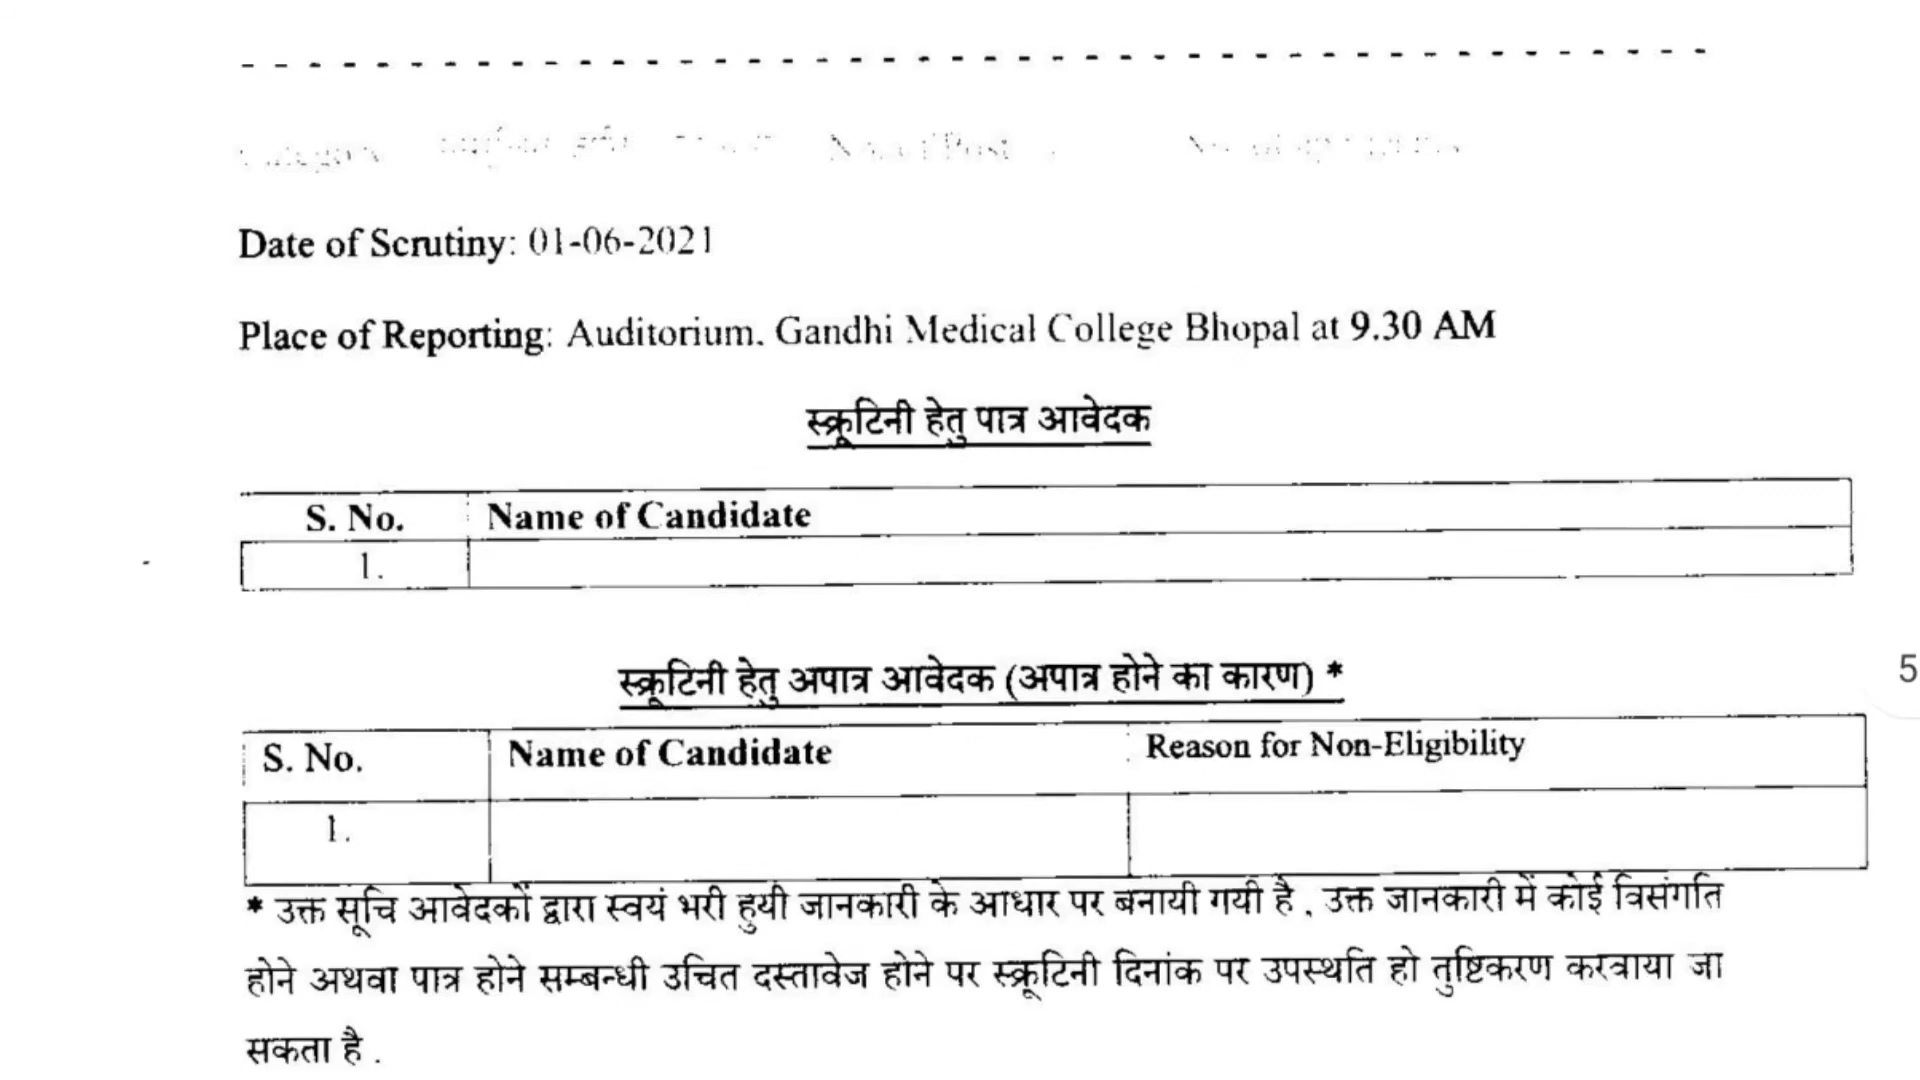 Date of Scrutiny: 01-06-2021
Place of Reporting: Auditorium. Gandhi Medical College Bhopal at 9.30 AM
स्क्रूटिनी हेतु पात्र आवेदक
S. No. Name of Candidate
1.
स्क्रूटिनी हेतु अपात्र आवेदक (अपात्र होने का कारण) *
5
S. No. Name of Candidate Reason for Non-Eligibility
1.
* उक्त सूचि आवेदकों द्वारा स्वयं भरी हुयी जानकारी के आधार पर बनायी गयी है . उक्त जानकारी में कोई विसंगति
होने अथवा पात्र होने सम्बन्धी उचित दस्तावेज होने पर स्क्रूटिनी दिनांक पर उपस्थति हो तुष्टिकरण करवाया जा
सकता है .